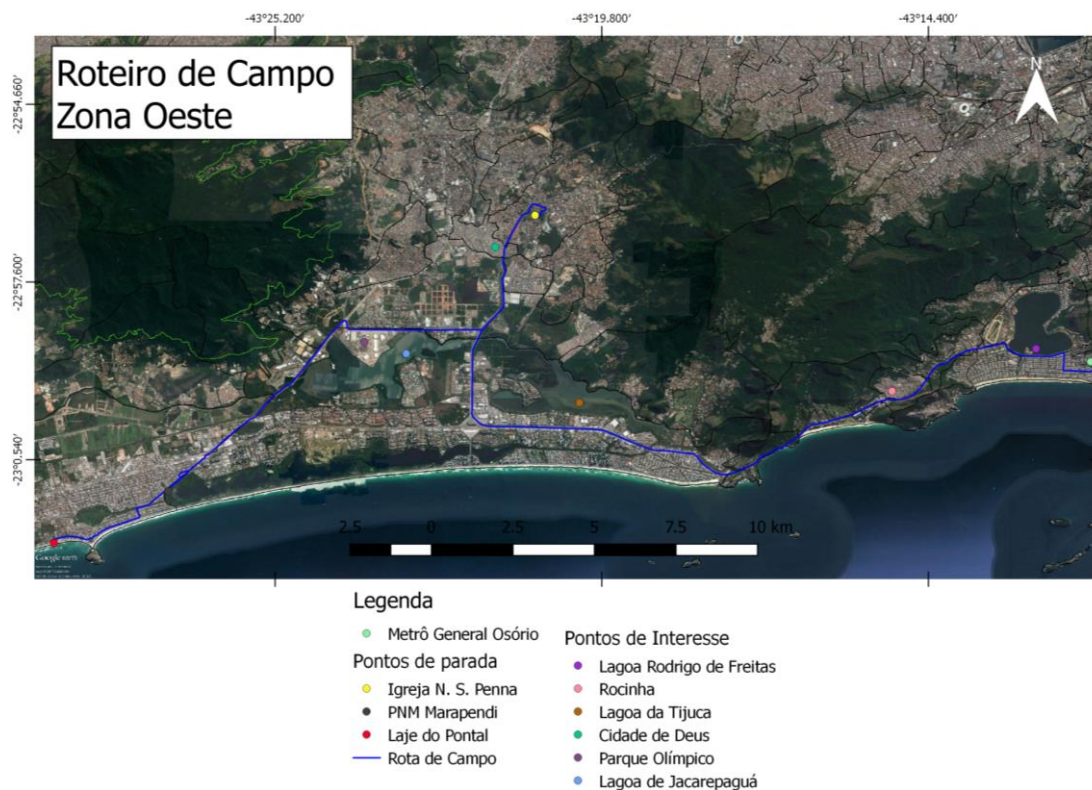 -43°25.200'
-43°19.800'
-43°14.400'
Roteiro de Campo
Zona Oeste
N
-22°54.660'
-22°57.600'
-23°0.540'
2.5 0 2.5 5 7.5 10 km
Google earth
Legenda
Metrô General Osório
Pontos de parada
Igreja N. S. Penna
PNM Marapendi
Laje do Pontal
Rota de Campo
Pontos de Interesse
Lagoa Rodrigo de Freitas
Rocinha
Lagoa da Tijuca
Cidade de Deus
Parque Olímpico
Lagoa de Jacarepaguá